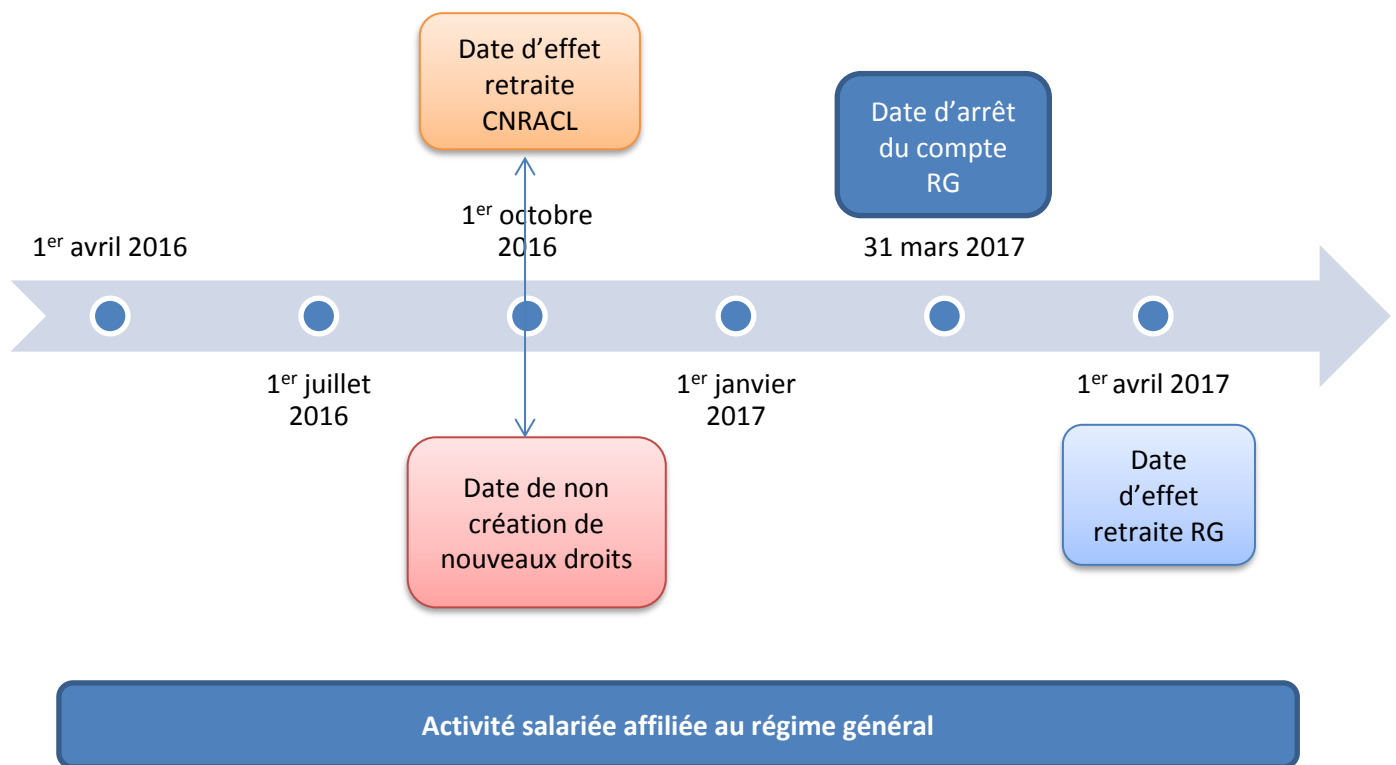 Date d’effet
retraite
CNRACL
Date d’arrêt
du compte
RG
1er avril 2016
1er octobre
2016
31 mars 2017
1er juillet
2016
1er janvier
2017
1er avril 2017
Date de non
création de
nouveaux droits
Date
d’effet
retraite RG
Activité salariée affiliée au régime général